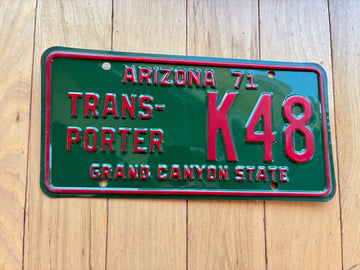 ARIZONA 71
TRANS-
PORTER
K48
GRAND CANYON STATE